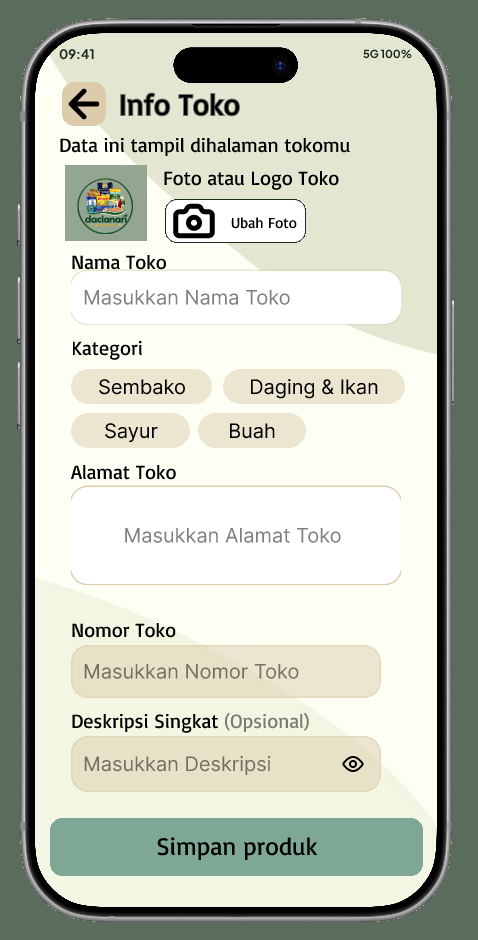 09:41
5G 100%
Info Toko
Data ini tampil dihalaman tokomu
Foto atau Logo Toko
daclanari
Ubah Foto
Nama Toko
Masukkan Nama Toko
Kategori
Sembako
Daging & Ikan
Sayur
Buah
Alamat Toko
Masukkan Alamat Toko
Nomor Toko
Masukkan Nomor Toko
Deskripsi Singkat (Opsional)
Masukkan Deskripsi
Simpan produk